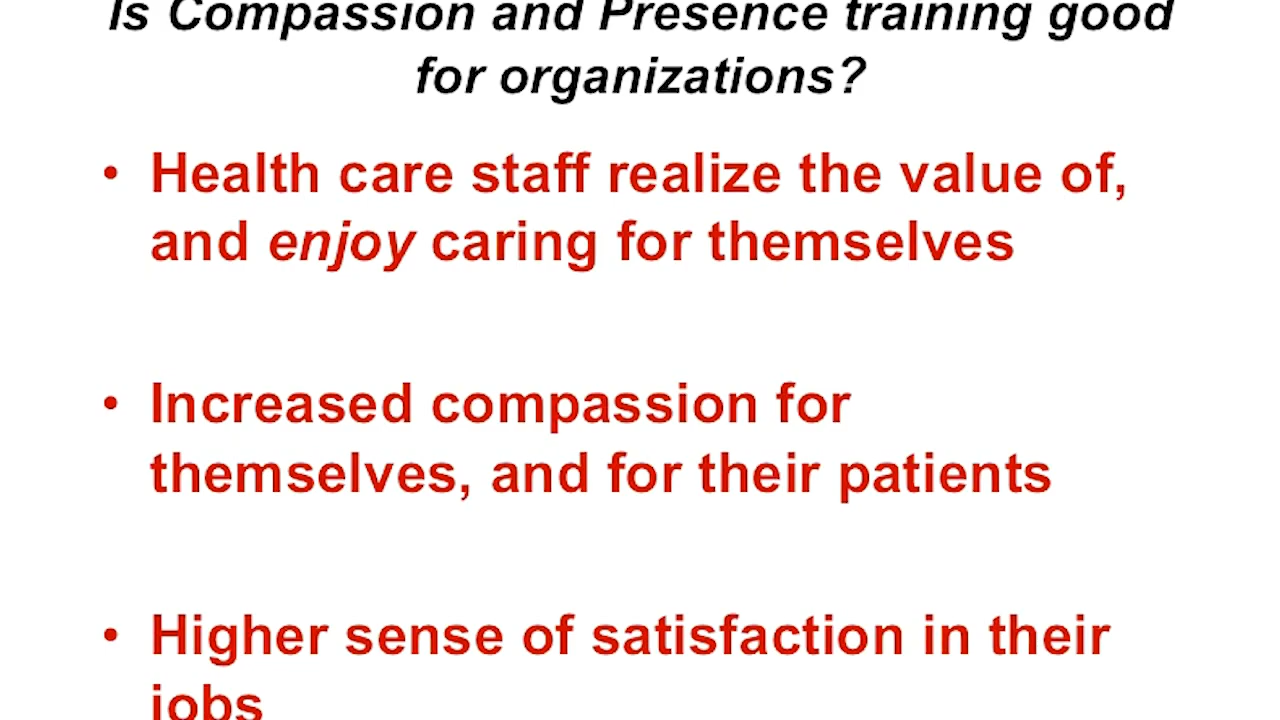 Is Compassion and Presence training good
for organizations?
• Health care staff realize the value of,
and enjoy caring for themselves
• Increased compassion for
themselves, and for their patients
• Higher sense of satisfaction in their
jobs